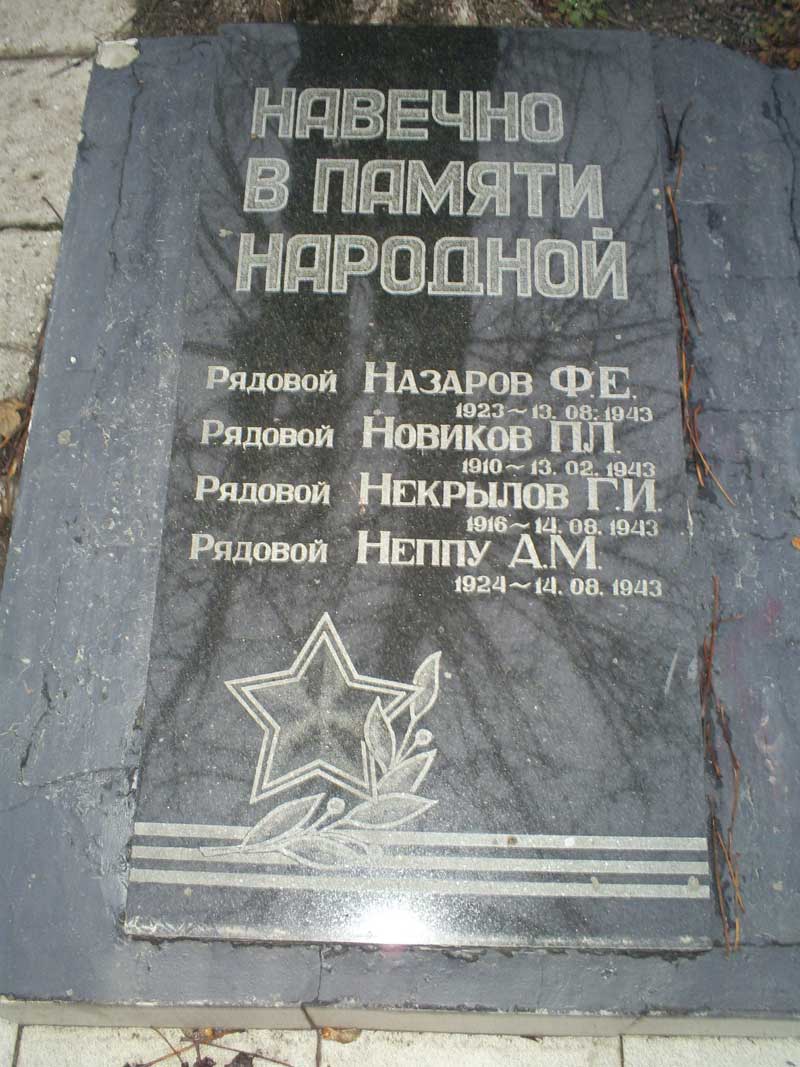 НАВЕЧНО
В ПАМЯТИ
НАРОДНОЙ
Рядовой НАЗАРОВ Ф.Е.
1923~13.08.1943
Рядовой НОВИКОВ П.Л.
1910~13.02.1943
Рядовой НЕКРЫЛОВ Г.И.
1916~14.08.1943
Рядовой НЕППУ А.М.
1924~14.08.1943